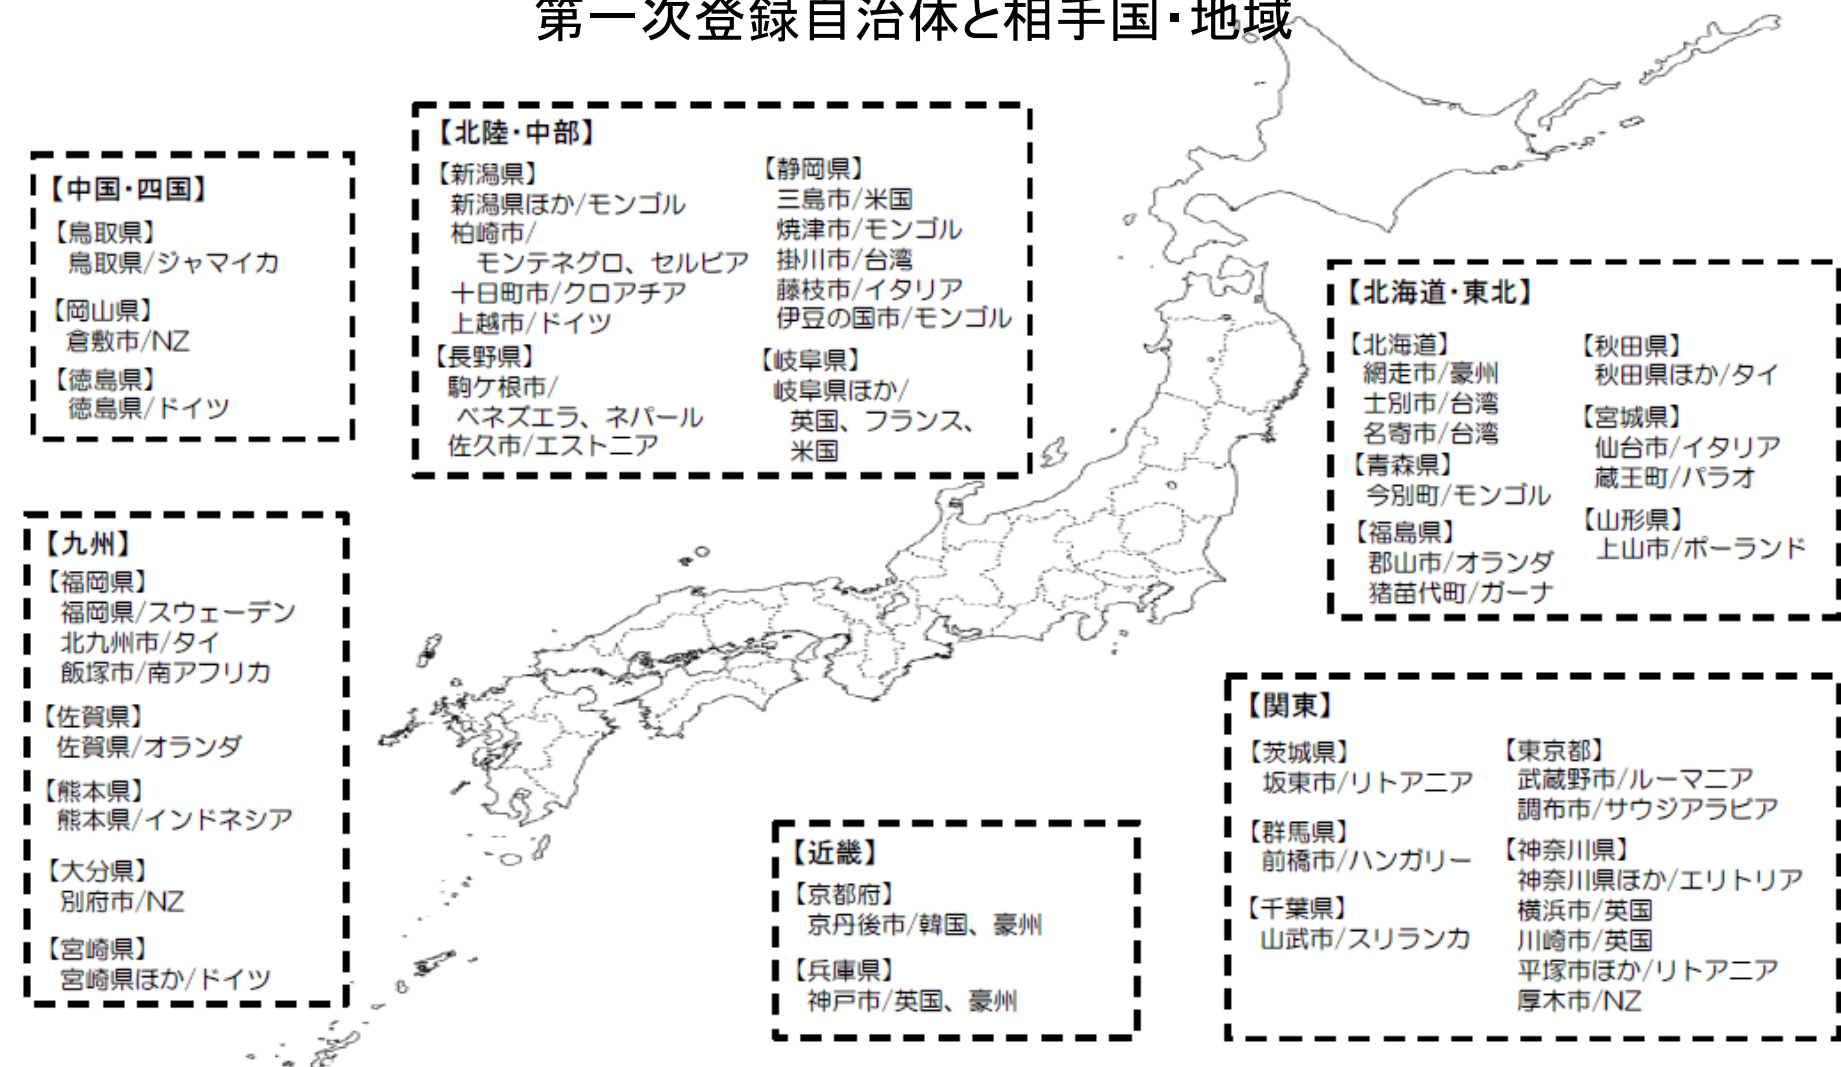 第一次登録自治体と相手国・地域
【中国・四国】
【鳥取県】
鳥取県/ジャマイカ
【岡山県】
倉敷市/NZ
【徳島県】
徳島県/ドイツ
【北陸・中部】
【新潟県】
新潟県ほか/モンゴル
柏崎市/
モンテネグロ、セルビア
十日町市/クロアチア
上越市/ドイツ
【長野県】
駒ケ根市/
ベネズエラ、ネパール
佐久市/エストニア
【静岡県】
三島市/米国
焼津市/モンゴル
掛川市/台湾
藤枝市/イタリア
伊豆の国市/モンゴル
【岐阜県】
岐阜県ほか/
英国、フランス、
米国
【北海道・東北】
【北海道】
網走市/豪州
士別市/台湾
名寄市/台湾
【青森県】
今別町/モンゴル
【福島県】
郡山市/オランダ
猪苗代町/ガーナ
【秋田県】
秋田県ほか/タイ
【宮城県】
仙台市/イタリア
蔵王町/パラオ
【山形県】
上山市/ポーランド
【九州】
【福岡県】
福岡県/スウェーデン
北九州市/タイ
飯塚市/南アフリカ
【佐賀県】
佐賀県/オランダ
【熊本県】
熊本県/インドネシア
【大分県】
別府市/NZ
【宮崎県】
宮崎県ほか/ドイツ
【近畿】
【京都府】
京丹後市/韓国、豪州
【兵庫県】
神戸市/英国、豪州
【関東】
【茨城県】
坂東市/リトアニア
【群馬県】
前橋市/ハンガリー
【千葉県】
山武市/スリランカ
【東京都】
武蔵野市/ルーマニア
調布市/サウジアラビア
【神奈川県】
神奈川県ほか/エリトリア
横浜市/英国
川崎市/英国
平塚市ほか/リトアニア
厚木市/NZ